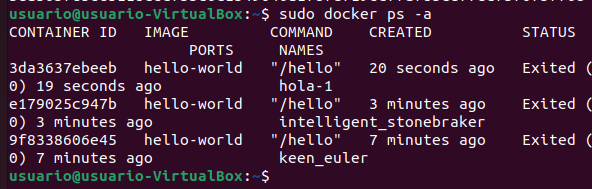 usuario@usuario-VirtualBox:~$ sudo docker ps -a
CONTAINER ID   IMAGE         COMMAND    CREATED          STATUS
                PORTS     NAMES
3da3637ebeeb   hello-world   "/hello"   20 seconds ago   Exited (
0) 19 seconds ago             hola-1
e179025c947b   hello-world   "/hello"   3 minutes ago    Exited (
0) 3 minutes ago              intelligent_stonebraker
9f8338606e45   hello-world   "/hello"   7 minutes ago    Exited (
0) 7 minutes ago              keen_euler
usuario@usuario-VirtualBox:~$